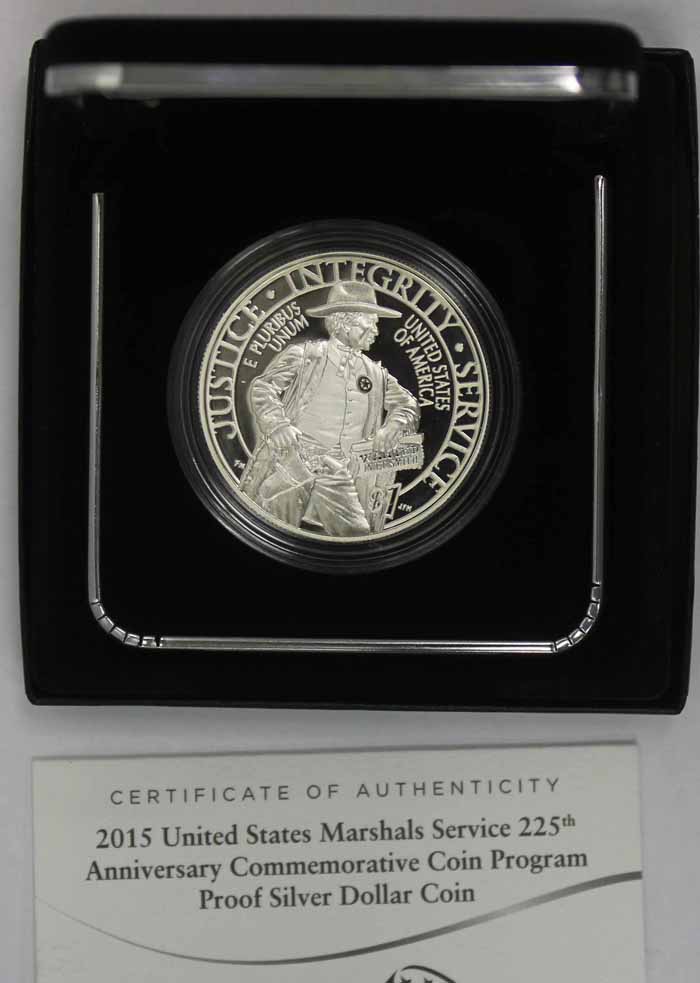 JUSTICE · INTEGRITY · SERVICE
E PLURIBUS
UNUM
UNITED STATES
OF AMERICA
$1
JFM
CERTIFICATE OF AUTHENTICITY
2015 United States Marshals Service 225th
Anniversary Commemorative Coin Program
Proof Silver Dollar Coin